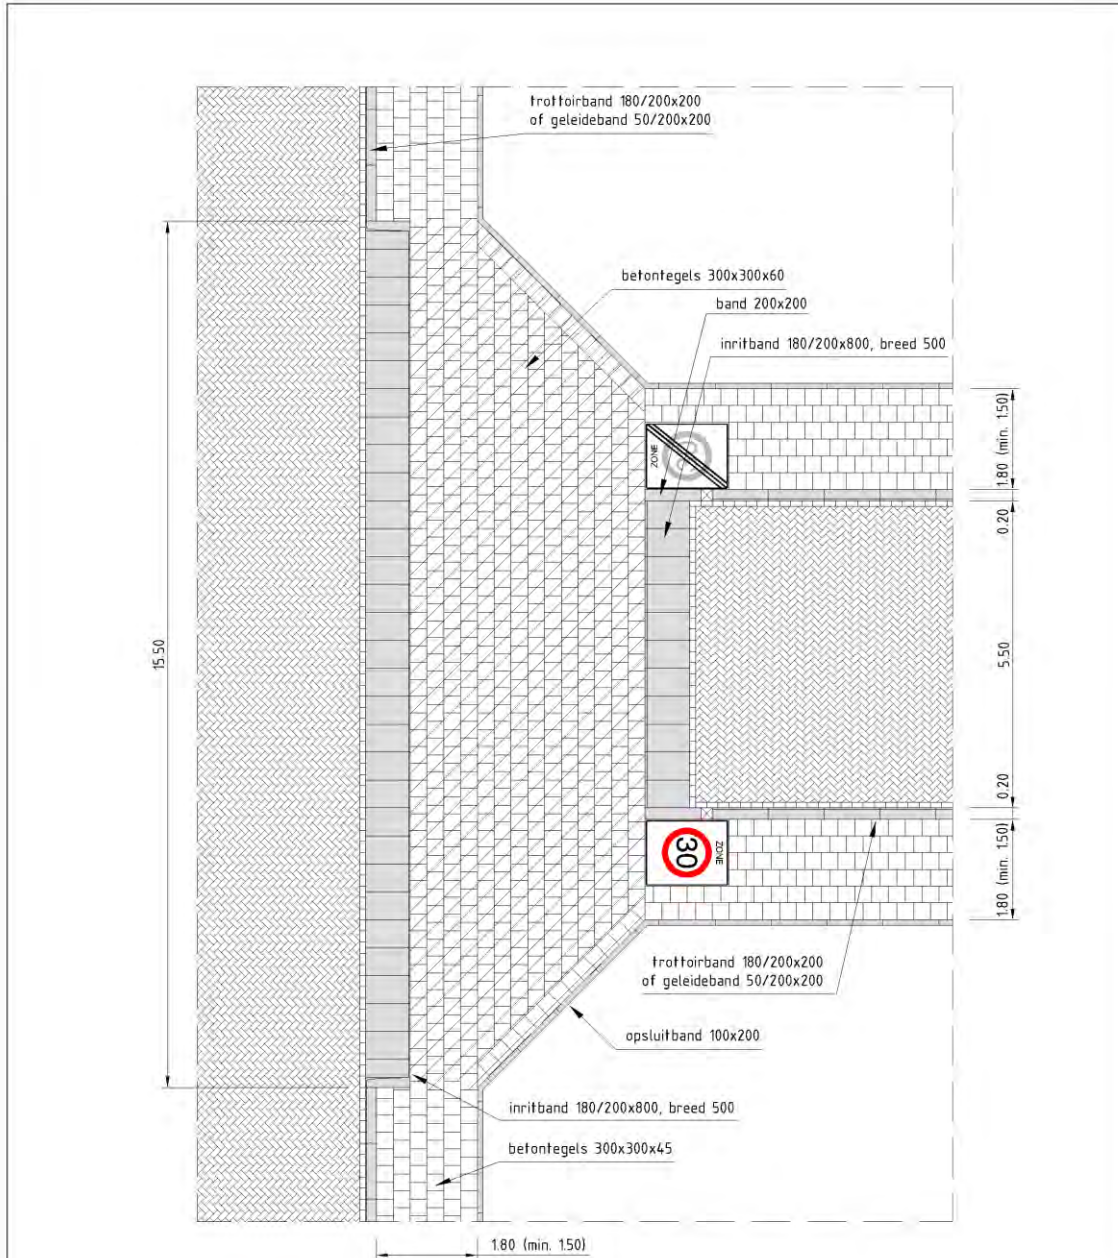 trottoirband 180/200x200
of geleideband 50/200x200
betontegels 300x300x60
band 200x200
inritband 180/200x800, breed 500
1.80 (min. 1.50)
ZONE
0.20
15.50
5.50
0.20
30
ZONE
1.80 (min. 1.50)
trottoirband 180/200x200
of geleideband 50/200x200
opsluitband 100x200
inritband 180/200x800, breed 500
betontegels 300x300x45
1.80 (min. 1.50)